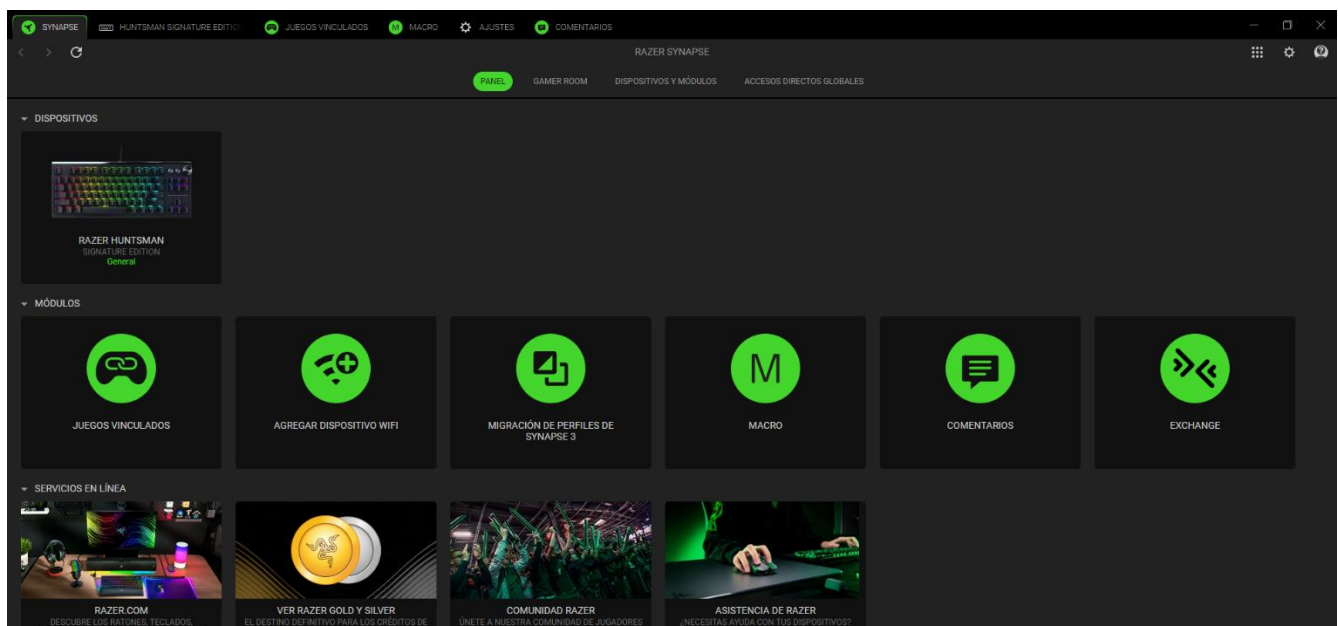 SYNAPSE
HUNTSMAN SIGNATURE EDITIO
JUEGOS VINCULADOS
M MACRO
AJUSTES
COMENTARIOS
RAZER SYNAPSE
PANEL
GAMER ROOM
DISPOSITIVOS Y MÓDULOS
ACCESOS DIRECTOS GLOBALES
DISPOSITIVOS
RAZER HUNTSMAN
SIGNATURE EDITION
General
MÓDULOS
M
JUEGOS VINCULADOS
AGREGAR DISPOSITIVO WIFI
MIGRACIÓN DE PERFILES DE
SYNAPSE 3
MACRO
COMENTARIOS
EXCHANGE
SERVICIOS EN LÍNEA
RAZER.COM
DESCUBRE LOS RATONES, TECLADOS,
VER RAZER GOLD Y SILVER
EL DESTINO DEFINITIVO PARA LOS CRÉDITOS DE
COMUNIDAD RAZER
ÚNETE A NUESTRA COMUNIDAD DE JUGADORES
ASISTENCIA DE RAZER
¿NECESITAS AYUDA CON TUS DISPOSITIVOS?